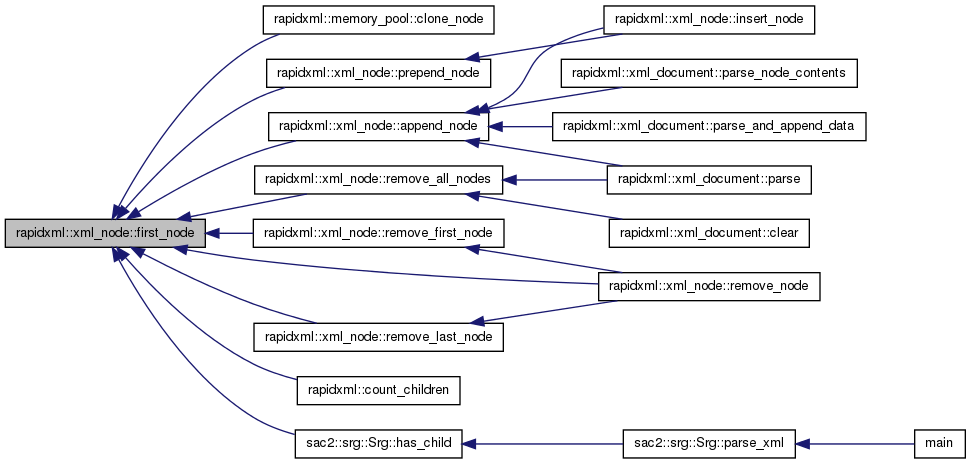 rapidxml::memory_pool::clone_node
rapidxml::xml_node::insert_node
rapidxml::xml_node::prepend_node
rapidxml::xml_document::parse_node_contents
rapidxml::xml_node::append_node
rapidxml::xml_document::parse_and_append_data
rapidxml::xml_node::remove_all_nodes
rapidxml::xml_document::parse
rapidxml::xml_node::first_node
rapidxml::xml_node::remove_first_node
rapidxml::xml_document::clear
rapidxml::xml_node::remove_node
rapidxml::xml_node::remove_last_node
rapidxml::count_children
sac2::srg::Srg::has_child
sac2::srg::Srg::parse_xml
main